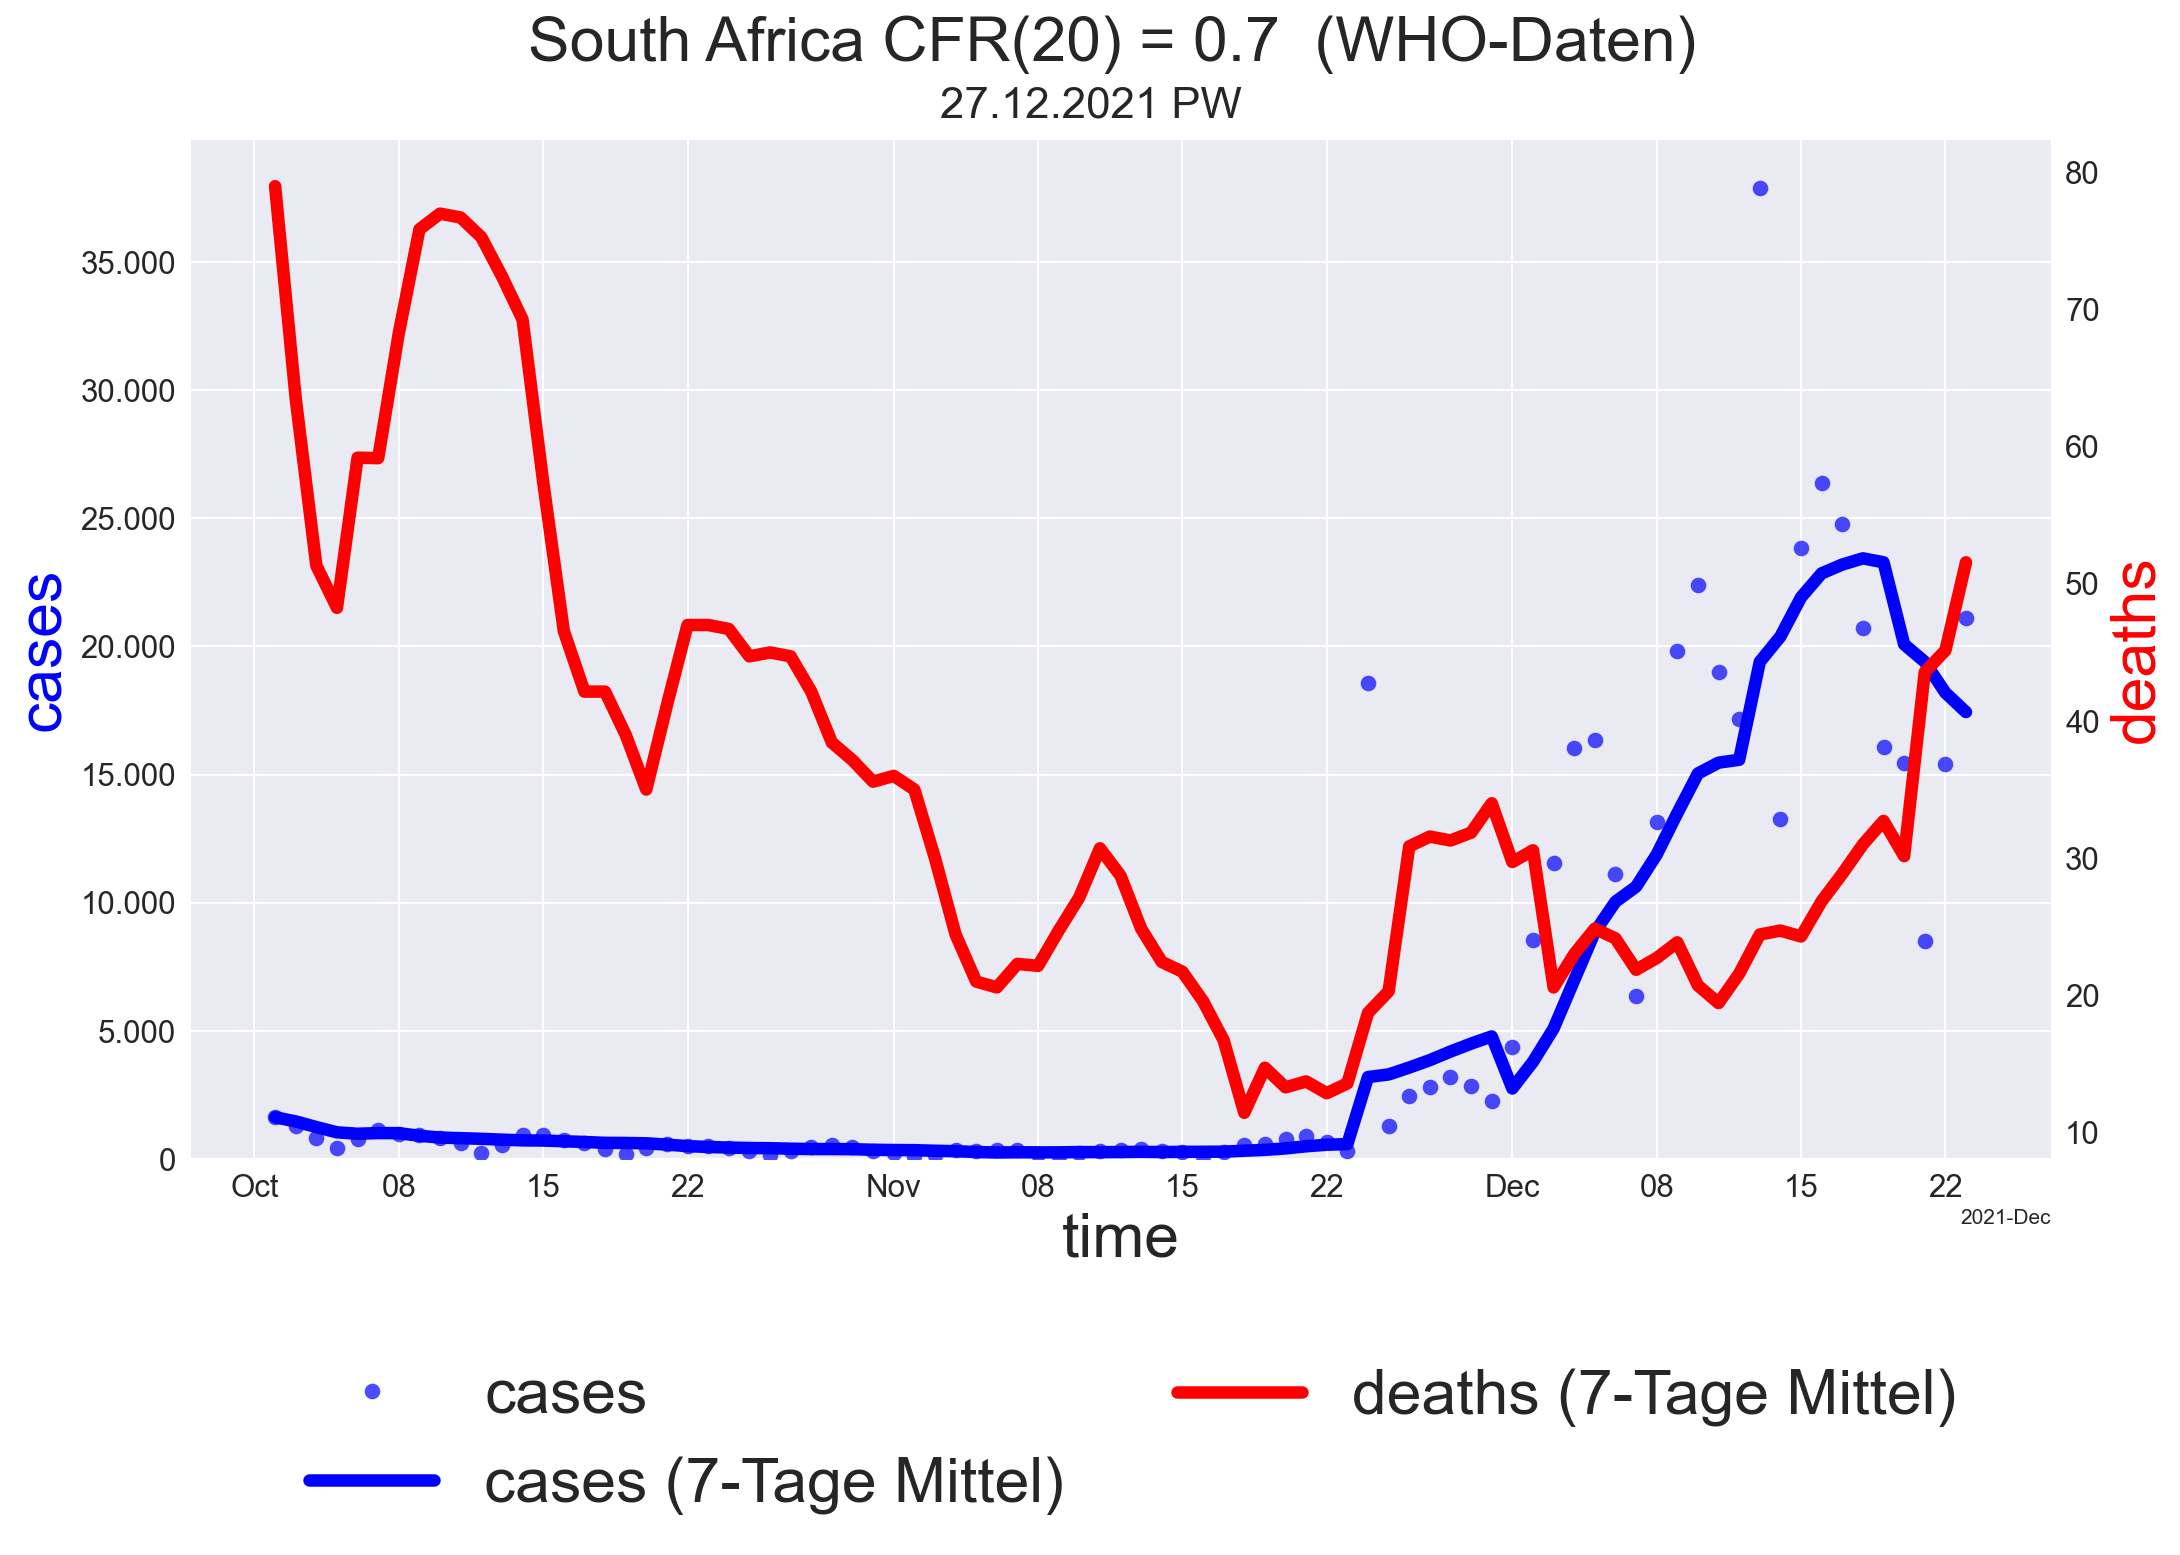 South Africa CFR(20) = 0.7  (WHO-Daten)
27.12.2021 PW
cases
35.000
30.000
25.000
20.000
15.000
10.000
5.000
0
80
70
60
50
40
30
20
10
deaths
Oct 08 15 22 Nov 08 15 22 Dec 08 15 22
2021-Dec
time
cases
cases (7-Tage Mittel)
deaths (7-Tage Mittel)